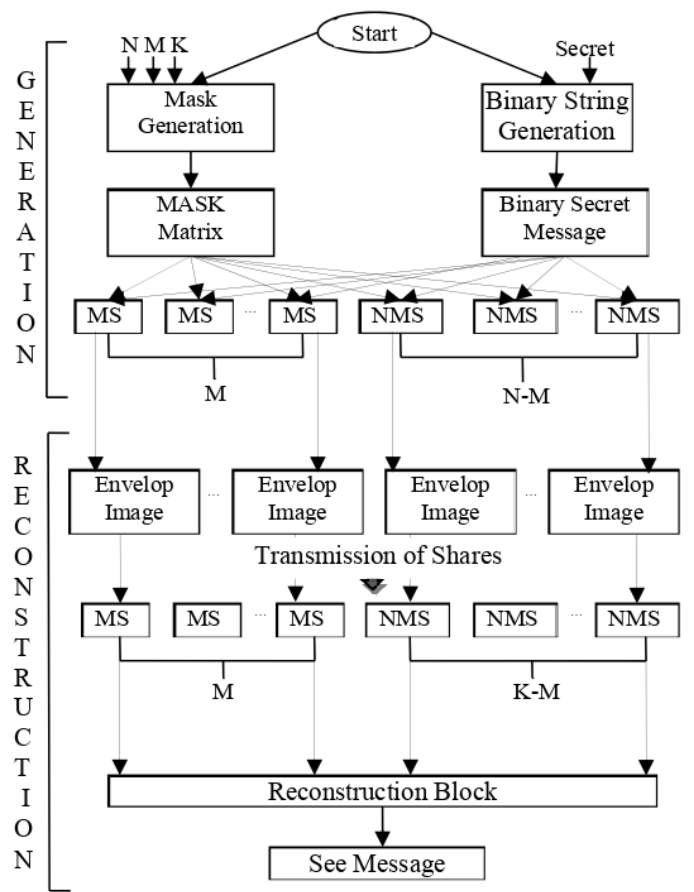 Start
N M K
Secret
GENERATION
Mask
Generation
Binary String
Generation
MASK
Matrix
Binary Secret
Message
MS MS ... MS NMS NMS ... NMS
M
N-M
RECONSTRUCTION
Envelop
Image
...
Envelop
Image
Envelop
Image
...
Envelop
Image
Transmission of Shares
MS MS ... MS NMS NMS ... NMS
M
K-M
Reconstruction Block
See Message